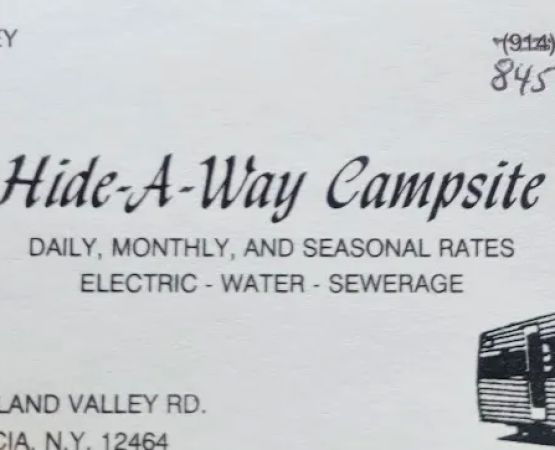 EY
(914)
845
Hide-A-Way Campsite
DAILY, MONTHLY, AND SEASONAL RATES
ELECTRIC - WATER - SEWERAGE
LAND VALLEY RD.
CIA, N.Y. 12464